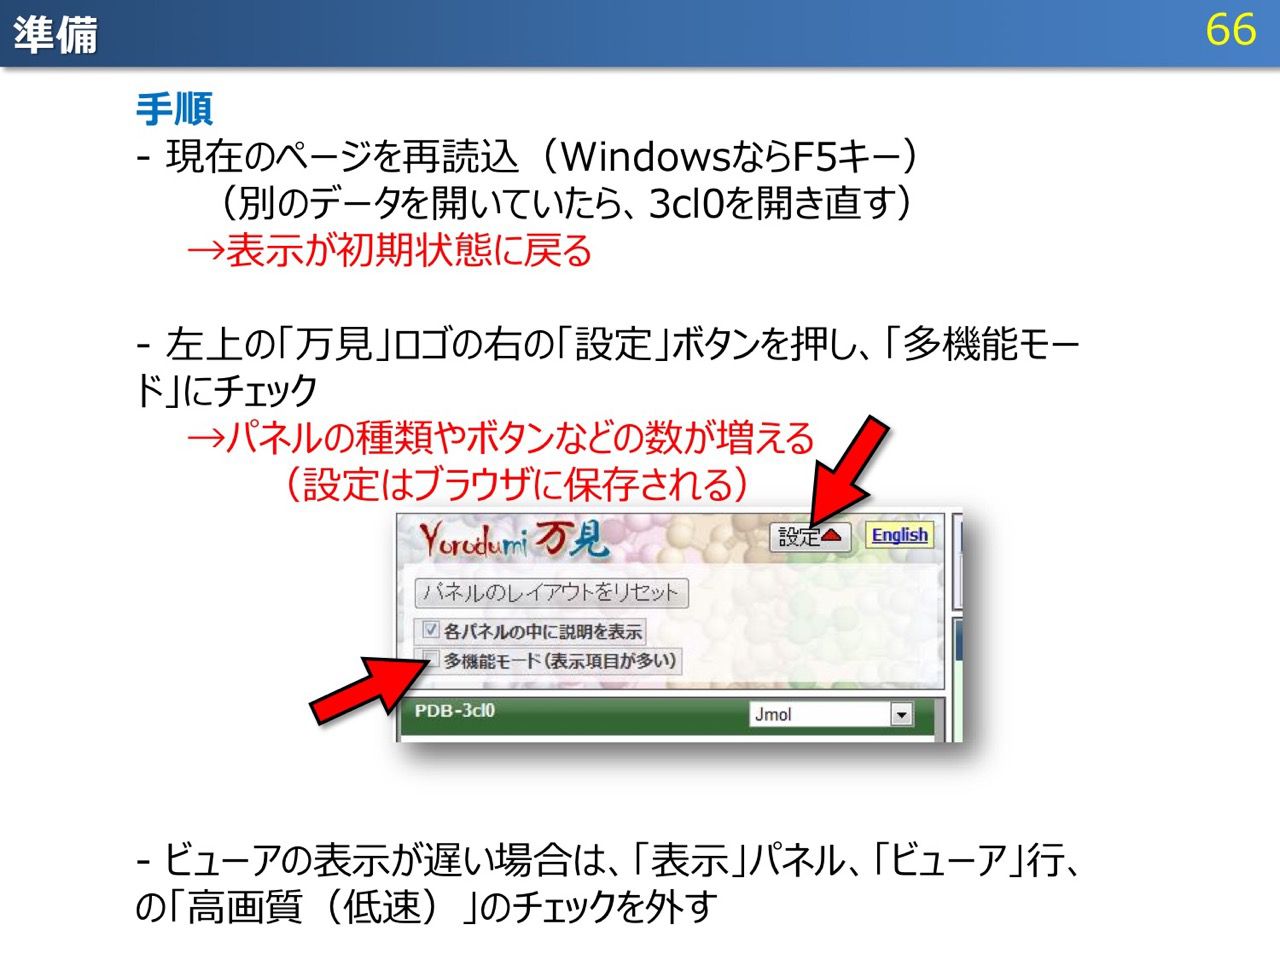 準備
66
手順
- 現在のページを再読込（WindowsならF5キー）
（別のデータを開いていたら、3cl0を開き直す）
→表示が初期状態に戻る
- 左上の「万見」ロゴの右の「設定」ボタンを押し、「多機能モー
ド」にチェック
→パネルの種類やボタンなどの数が増える
（設定はブラウザに保存される）
Yorodumi 万見
設定
English
パネルのレイアウトをリセット
各パネルの中に説明を表示
多機能モード（表示項目が多い）
PDB-3cl0
Jmol
- ビューアの表示が遅い場合は、「表示」パネル、「ビューア」行、
の「高画質（低速）」のチェックを外す